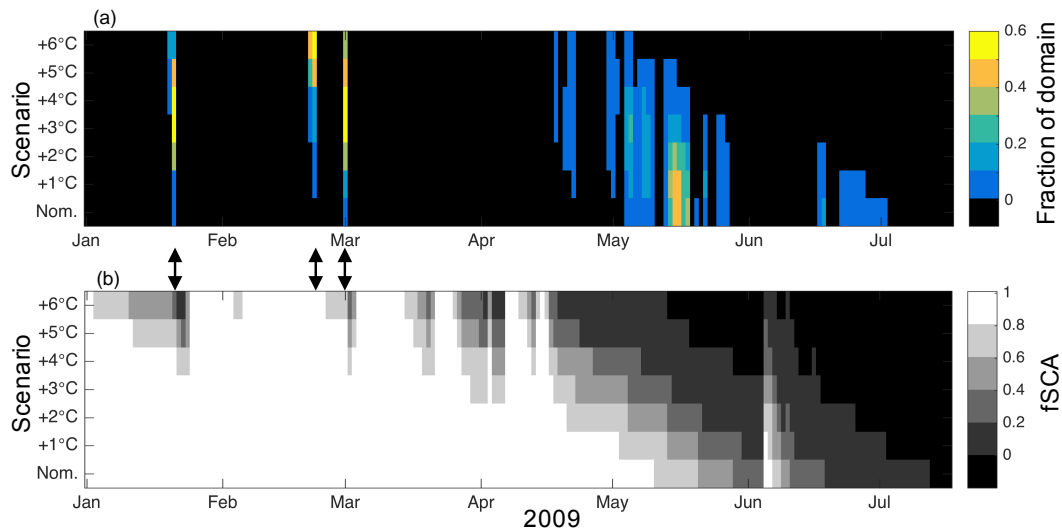 (a)
+6°C
+5°C
+4°C
+3°C
+2°C
+1°C
Nom.
Scenario
Jan Feb Mar Apr May Jun Jul
0.6
0.4
0.2
0
Fraction of domain
(b)
+6°C
+5°C
+4°C
+3°C
+2°C
+1°C
Nom.
Scenario
Jan Feb Mar Apr May Jun Jul
2009
1
0.8
0.6
0.4
0.2
0
fSCA